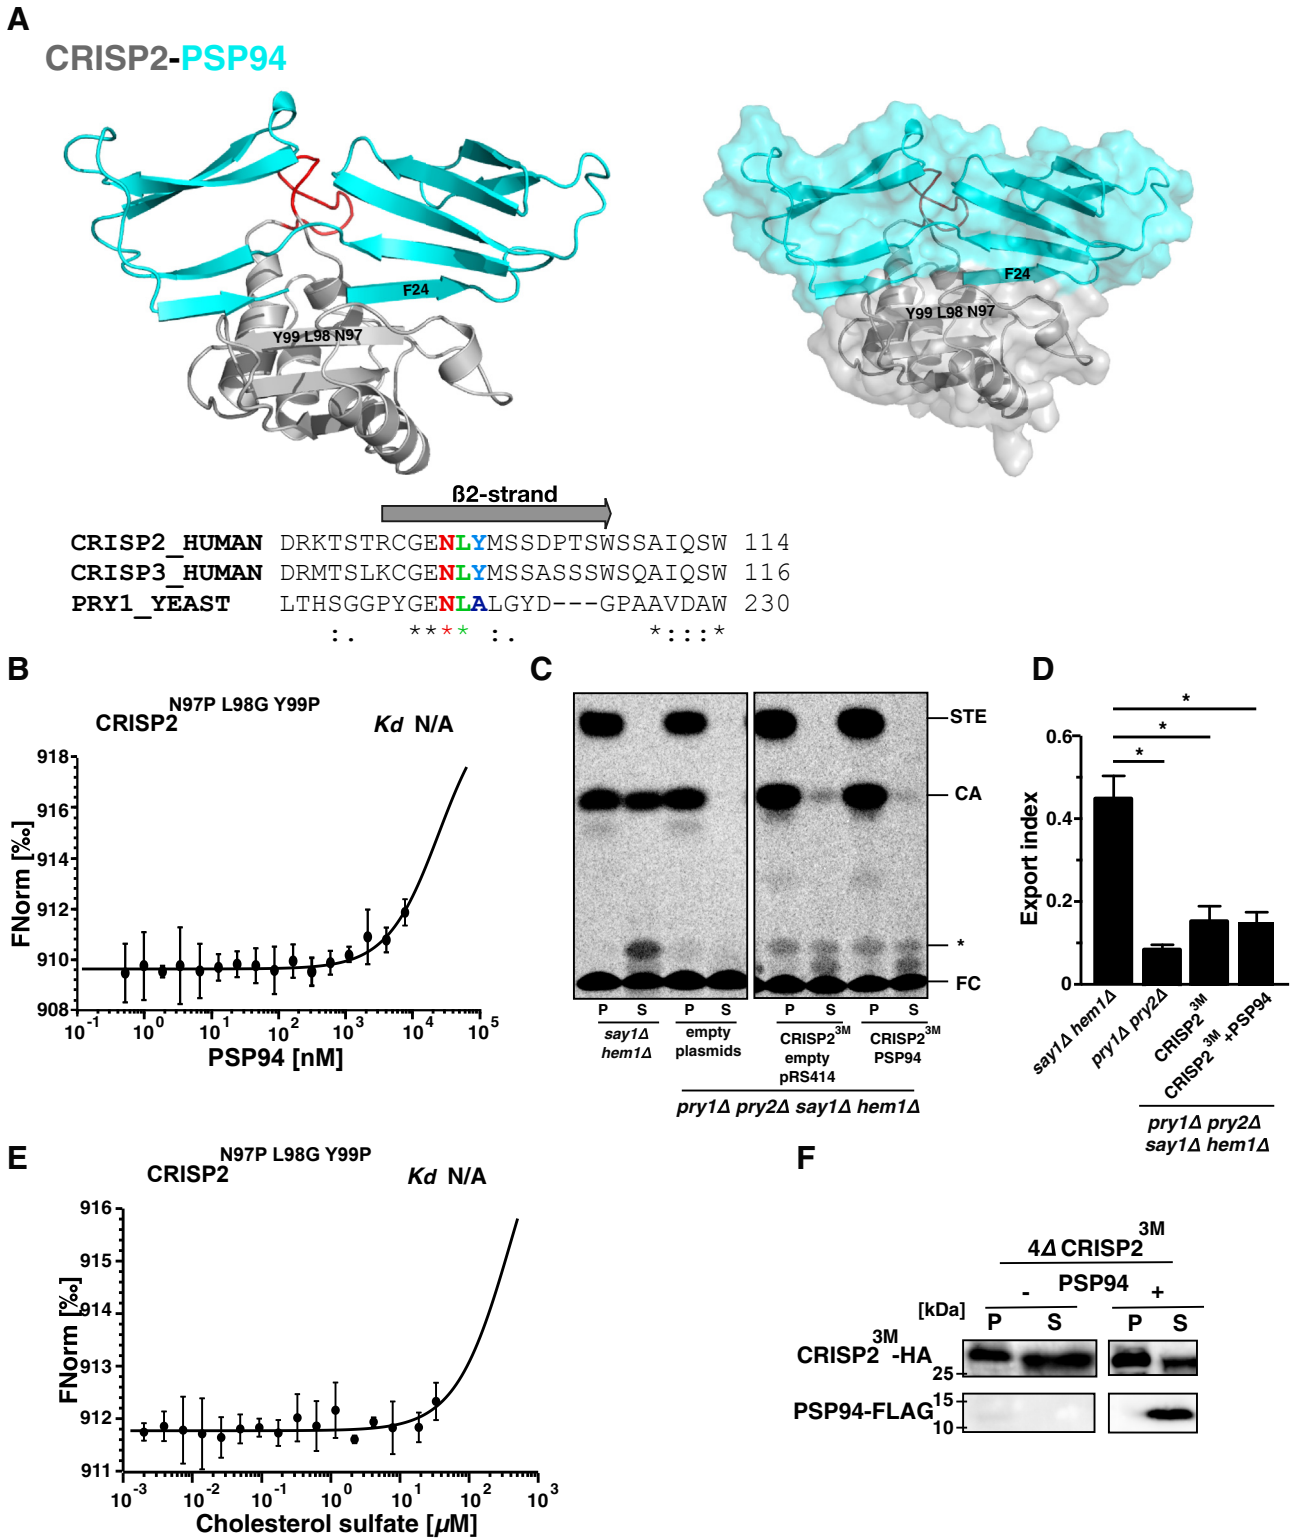 A
CRISP2-PSP94
F24
Y99 L98 N97
F24
Y99 L98 N97
ß2-strand
CRISP2_HUMAN DRKTSTRCGENLYMSSDPTSWSSAIQSW 114
CRISP3_HUMAN DRMTSLKCGENLYMSSASSSWSQAIQSW 116
PRY1_YEAST LTHSGGPYGENLALGYD---GPAAVDAW 230
:. **** :. *:::*
B
CRISP2 N97P L98G Y99P
Kd N/A
FNorm [‰]
918
916
914
912
910
908
10-1 100 101 102 103 104 105
PSP94 [nM]
C
STE
CA
*
FC
P S P S P S P S
say1Δ hem1Δ
empty plasmids
CRISP2 3M empty pRS414
CRISP2 3M PSP94
pry1Δ pry2Δ say1Δ hem1Δ
D
* * *
Export index
0.6
0.2
0
say1Δ hem1Δ
pry1Δ pry2Δ
CRISP2 3M
CRISP2 3M +PSP94
pry1Δ pry2Δ
say1Δ hem1Δ
E
CRISP2 N97P L98G Y99P
Kd N/A
FNorm [‰]
916
915
914
913
912
911
10-3 10-2 10-1 100 101 102 103
Cholesterol sulfate [µM]
F
4Δ CRISP2 3M
PSP94
- +
[kDa]
P S P S
CRISP2 3M -HA
25
PSP94-FLAG
15
10